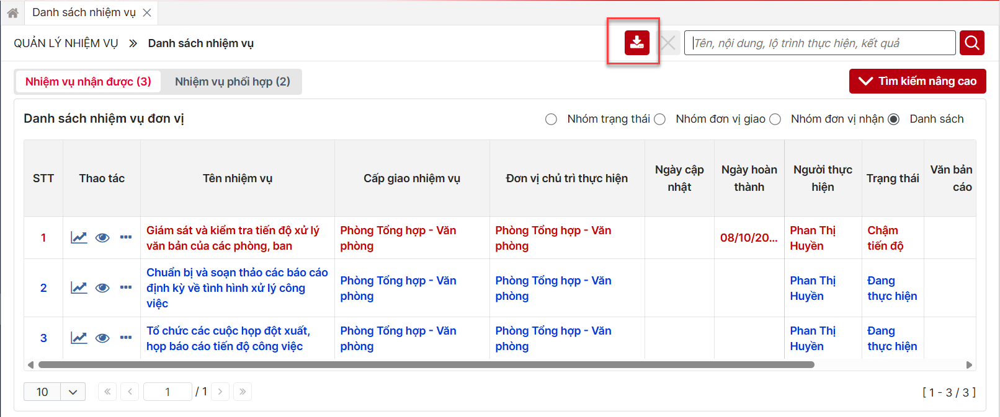 Danh sách nhiệm vụ
QUẢN LÝ NHIỆM VỤ » Danh sách nhiệm vụ
Tên, nội dung, lộ trình thực hiện, kết quả
Nhiệm vụ nhận được (3) Nhiệm vụ phối hợp (2)
Tìm kiếm nâng cao
Danh sách nhiệm vụ đơn vị
Nhóm trạng thái Nhóm đơn vị giao Nhóm đơn vị nhận Danh sách
STT
Thao tác
Tên nhiệm vụ
Cấp giao nhiệm vụ
Đơn vị chủ trì thực hiện
Ngày cập
nhật
Ngày hoàn
thành
Người thực
hiện
Trạng thái
Văn bản
cáo
1
Giám sát và kiểm tra tiến độ xử lý
văn bản của các phòng, ban
Phòng Tổng hợp - Văn
phòng
Phòng Tổng hợp - Văn
phòng
08/10/20...
Phan Thị
Huyền
Chậm
tiến độ
2
Chuẩn bị và soạn thảo các báo cáo
định kỳ về tình hình xử lý công
việc
Phòng Tổng hợp - Văn
phòng
Phòng Tổng hợp - Văn
phòng
Phan Thị
Huyền
Đang
thực hiện
3
Tổ chức các cuộc họp đột xuất,
họp báo cáo tiến độ công việc
Phòng Tổng hợp - Văn
phòng
Phòng Tổng hợp - Văn
phòng
Phan Thị
Huyền
Đang
thực hiện
10 « ‹ 1 / 1 › »
[ 1 - 3 / 3 ]